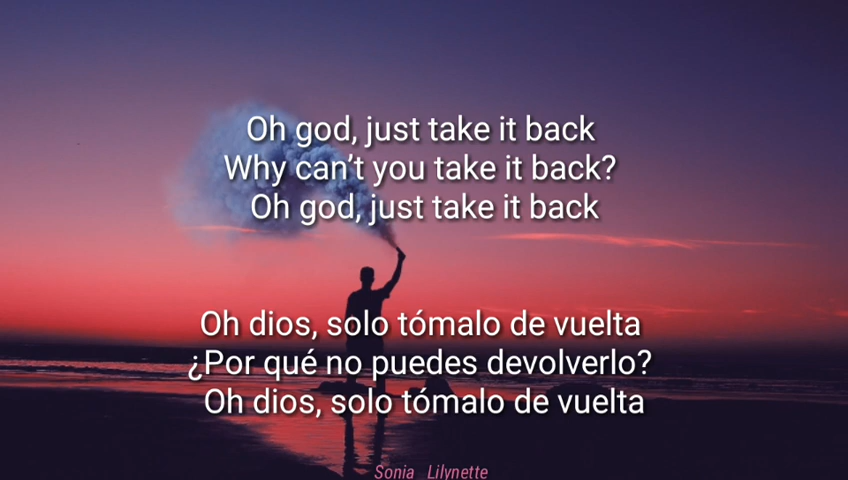 Oh god, just take it back
Why can't you take it back?
Oh god, just take it back
Oh dios, solo tómalo de vuelta
¿Por qué no puedes devolverlo?
Oh dios, solo tómalo de vuelta
Sonia Lilynette